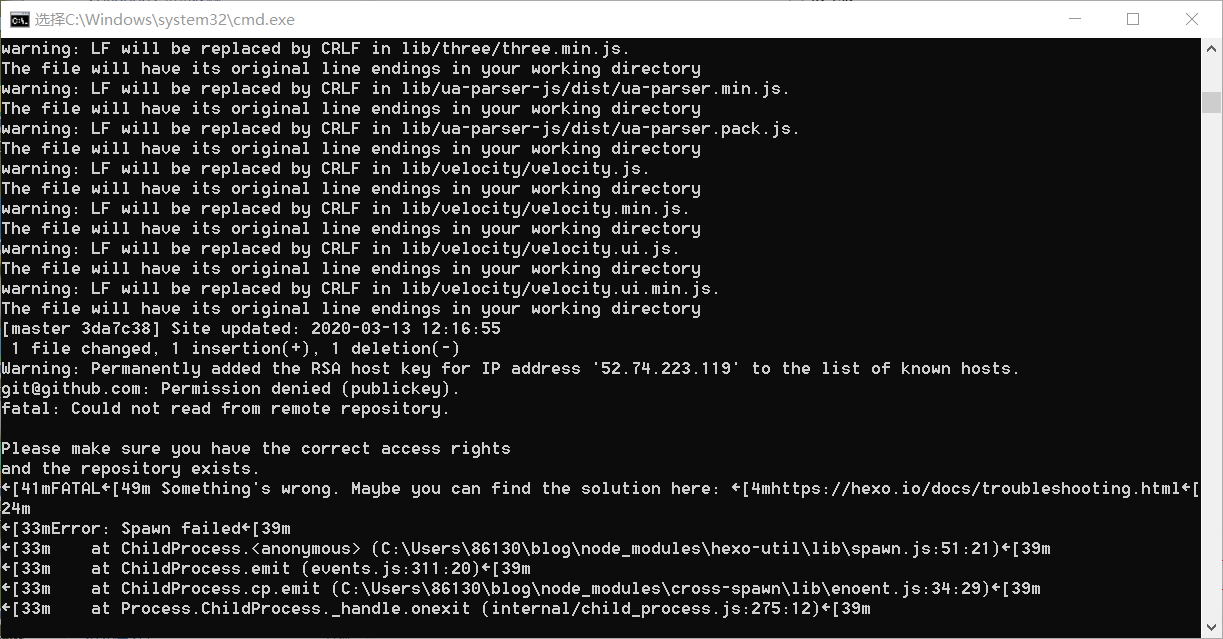 选择C:\Windows\system32\cmd.exe
warning: LF will be replaced by CRLF in lib/three/three.min.js.
The file will have its original line endings in your working directory
warning: LF will be replaced by CRLF in lib/ua-parser-js/dist/ua-parser.min.js.
The file will have its original line endings in your working directory
warning: LF will be replaced by CRLF in lib/ua-parser-js/dist/ua-parser.pack.js.
The file will have its original line endings in your working directory
warning: LF will be replaced by CRLF in lib/velocity/velocity.js.
The file will have its original line endings in your working directory
warning: LF will be replaced by CRLF in lib/velocity/velocity.min.js.
The file will have its original line endings in your working directory
warning: LF will be replaced by CRLF in lib/velocity/velocity.ui.js.
The file will have its original line endings in your working directory
warning: LF will be replaced by CRLF in lib/velocity/velocity.ui.min.js.
The file will have its original line endings in your working directory
[master 3da7c38] Site updated: 2020-03-13 12:16:55
 1 file changed, 1 insertion(+), 1 deletion(-)
Warning: Permanently added the RSA host key for IP address '52.74.223.119' to the list of known hosts.
git@github.com: Permission denied (publickey).
fatal: Could not read from remote repository.

Please make sure you have the correct access rights
and the repository exists.
←[41mFATAL←[49m Something's wrong. Maybe you can find the solution here: ←[4mhttps://hexo.io/docs/troubleshooting.html←[
24m
←[33mError: Spawn failed←[39m
←[33m    at ChildProcess.<anonymous> (C:\Users\86130\blog\node_modules\hexo-util\lib\spawn.js:51:21)←[39m
←[33m    at ChildProcess.emit (events.js:311:20)←[39m
←[33m    at ChildProcess.cp.emit (C:\Users\86130\blog\node_modules\cross-spawn\lib\enoent.js:34:29)←[39m
←[33m    at Process.ChildProcess._handle.onexit (internal/child_process.js:275:12)←[39m